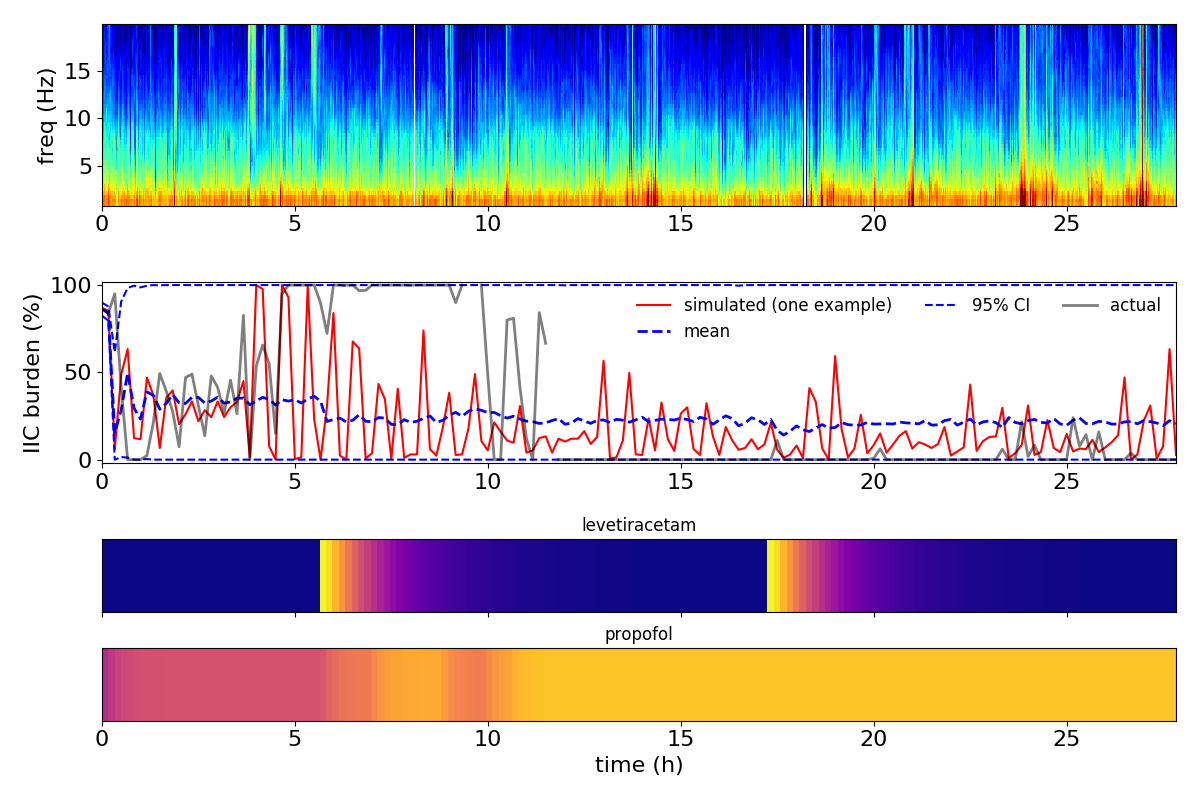 freq (Hz)
15
10
5
0 5 10 15 20 25
IIC burden (%)
100
50
0
simulated (one example) 95% CI actual
mean
0 5 10 15 20 25
levetiracetam
propofol
0 5 10 15 20 25
time (h)